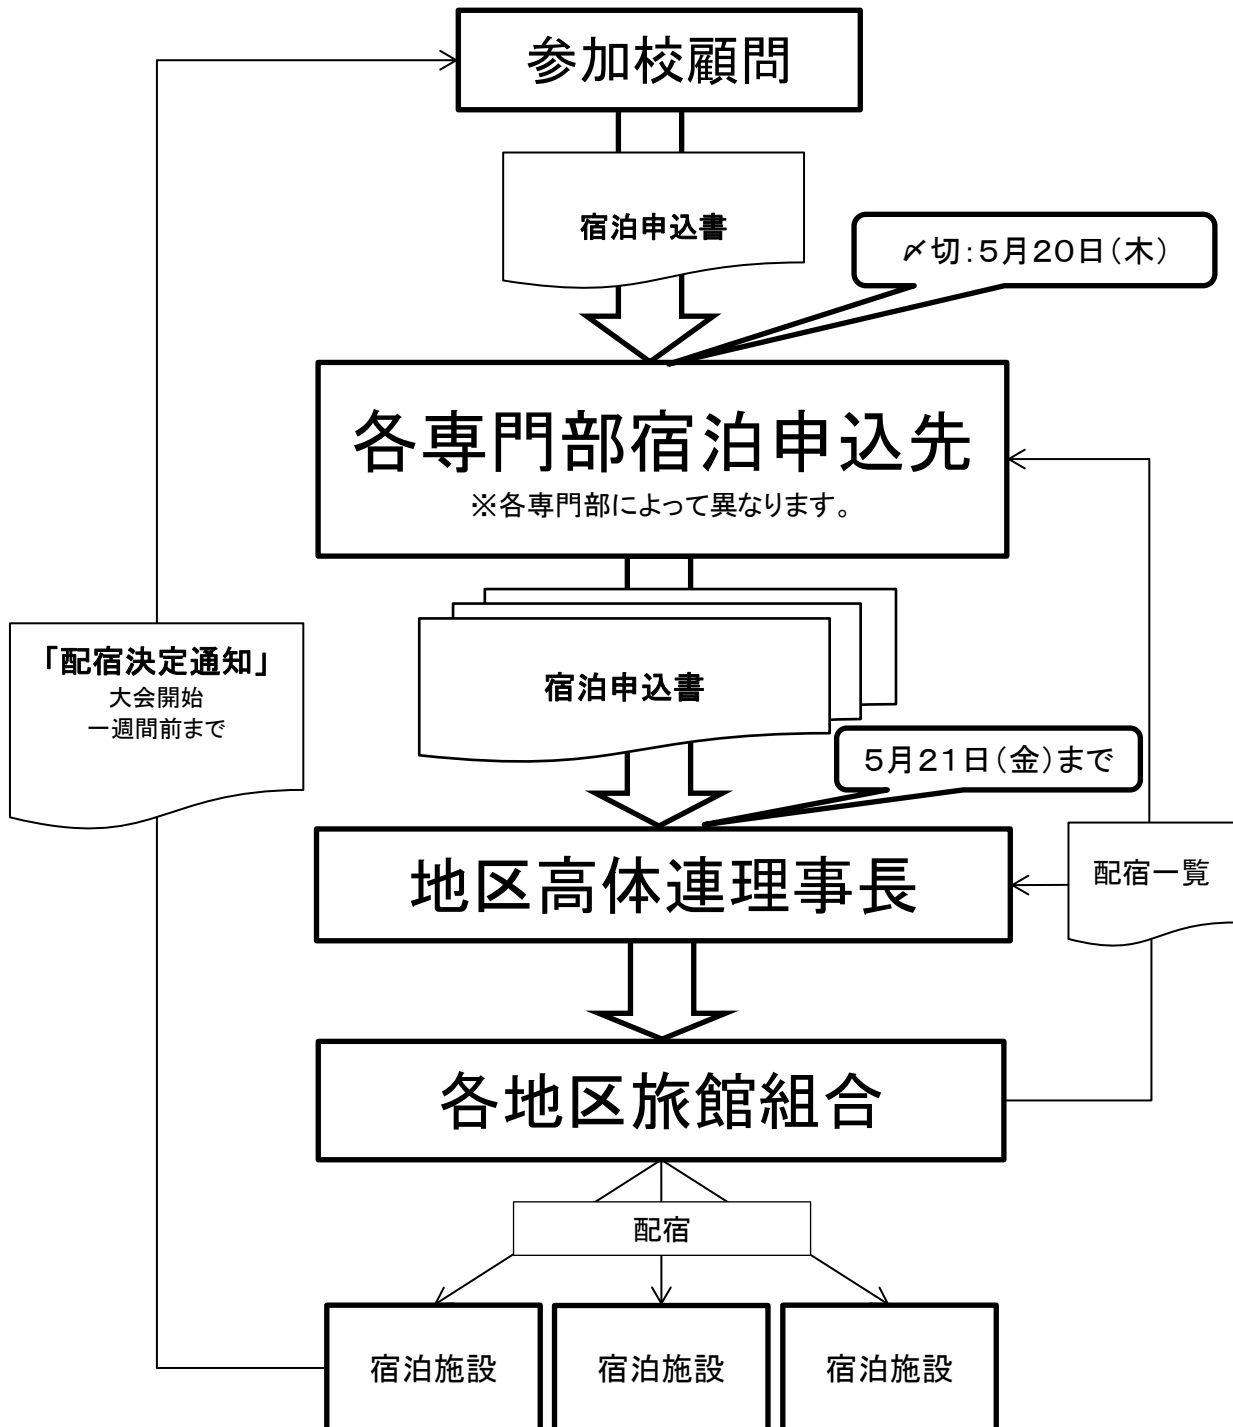 参加校顧問
宿泊申込書
〆切:5月20日(木)
各専門部宿泊申込先
※各専門部によって異なります。
「配宿決定通知」
大会開始
一週間前まで
宿泊申込書
5月21日(金)まで
地区高体連理事長
配宿一覧
各地区旅館組合
配宿
宿泊施設
宿泊施設
宿泊施設